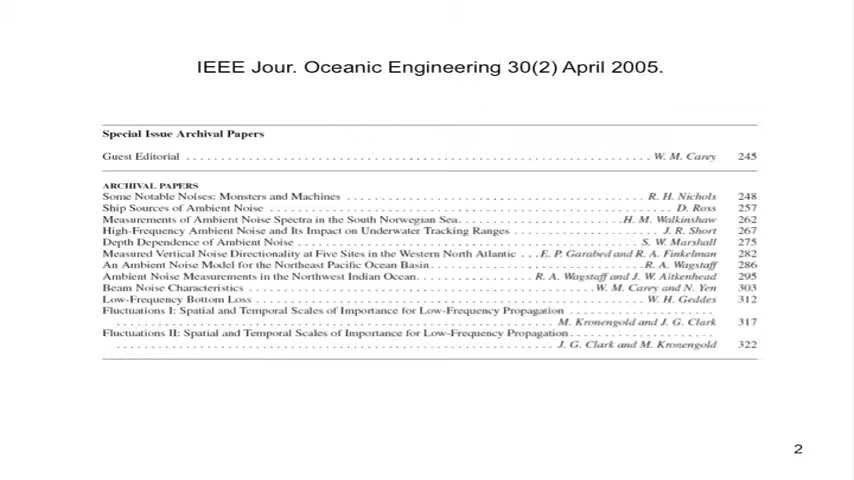 IEEE Jour. Oceanic Engineering 30(2) April 2005.
Special Issue Archival Papers
Guest Editorial . . . . . . . . . . . . . . . . . . . . . . . . . . . . . . W. M. Carey 245
ARCHIVAL PAPERS
Some Notable Noises: Monsters and Machines . . . . . . . . . . . . . . . . . . . . R. H. Nichols 248
Ship Sources of Ambient Noise . . . . . . . . . . . . . . . . . . . . D. Ross 257
Measurements of Ambient Noise Spectra in the South Norwegian Sea . . . . . . . . . . . . . . . H. M. Walkinshaw 262
High-Frequency Ambient Noise and Its Impact on Underwater Tracking Ranges . . . . . . . . . . . . . . . J. R. Short 267
Depth Dependence of Ambient Noise . . . . . . . . . . . . . . . . . . . . S. W. Marshall 275
Measured Vertical Noise Directionality at Five Sites in the Western North Atlantic . . . E. P. Garabed and R. A. Finkelman 282
An Ambient Noise Model for the Northeast Pacific Ocean Basin . . . . . . . . . . . . . . . R. A. Wagstaff 286
Ambient Noise Measurements in the Northwest Indian Ocean . . . . . . . . . . R. A. Wagstaff and J. W. Aitkenhead 295
Beam Noise Characteristics . . . . . . . . . . . . . . . . . . . . W. M. Carey and N. Yen 303
Low-Frequency Bottom Loss . . . . . . . . . . . . . . . . . . . . W. H. Geddes 312
Fluctuations I: Spatial and Temporal Scales of Importance for Low-Frequency Propagation . . . . . . . . . . . . . . .
. . . . . . . . . . . . . . . . . . . . M. Kronengold and J. G. Clark 317
Fluctuations II: Spatial and Temporal Scales of Importance for Low-Frequency Propagation . . . . . . . . . . . . . . .
. . . . . . . . . . . . . . . . . . . . J. G. Clark and M. Kronengold 322
2